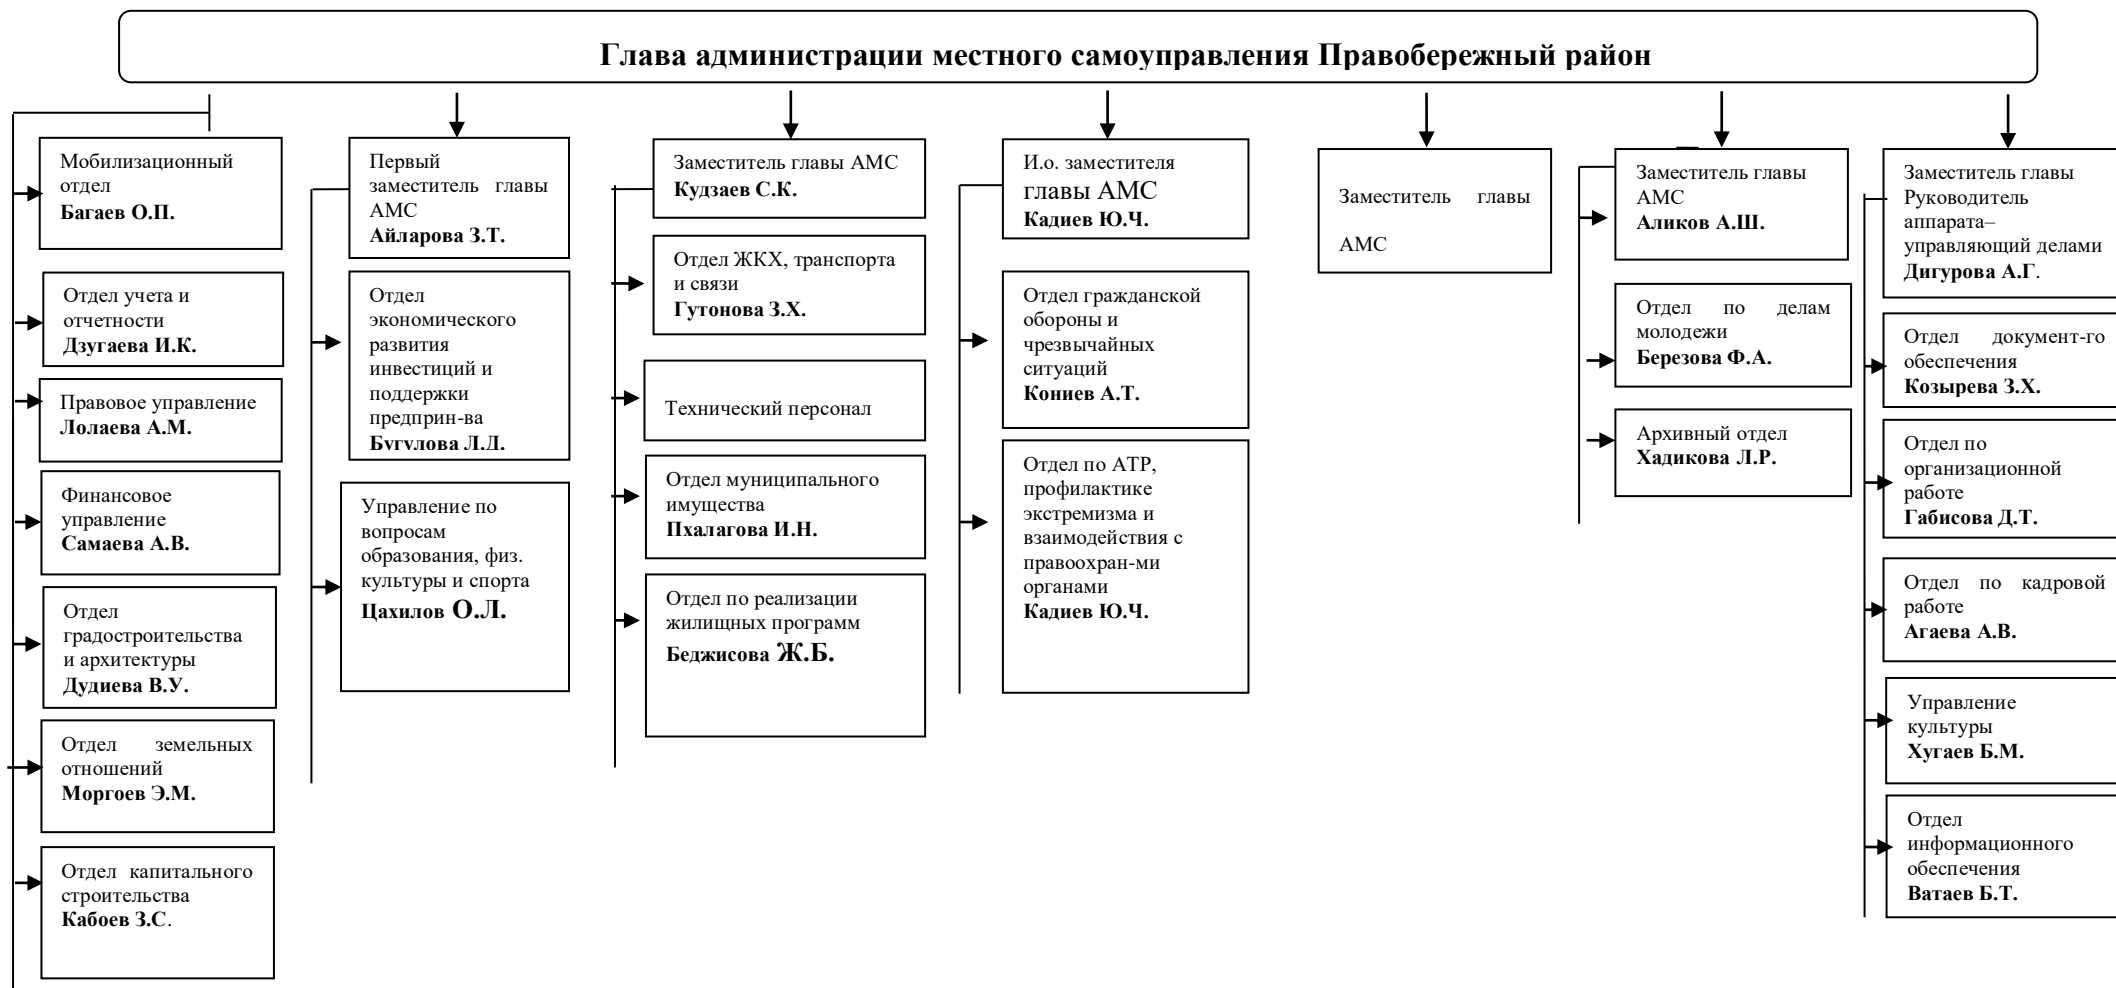 Глава администрации местного самоуправления Правобережный район
Мобилизационный
отдел
Багаев О.П.
Отдел учета и
отчетности
Дзугаева И.К.
Правовое управление
Лолаева А.М.
Финансовое
управление
Самаева А.В.
Отдел
градостроительства
и архитектуры
Дудиева В.У.
Отдел земельных
отношений
Моргоев Э.М.
Отдел капитального
строительства
Кабоев З.С.
Первый
заместитель главы
АМС
Айларова З.Т.
Отдел
экономического
развития
инвестиций и
поддержки
предприн-ва
Бугулова Л.Д.
Управление по
вопросам
образования, физ.
культуры и спорта
Цахилов О.Л.
Заместитель главы АМС
Кудзаев С.К.
Отдел ЖКХ, транспорта
и связи
Гутонова З.Х.
Технический персонал
Отдел муниципального
имущества
Пхалагова И.Н.
Отдел по реализации
жилищных программ
Беджисова Ж.Б.
И.о. заместителя
главы АМС
Кадиев Ю.Ч.
Отдел гражданской
обороны и
чрезвычайных
ситуаций
Кониев А.Т.
Отдел по АТР,
профилактике
экстремизма и
взаимодействия с
правоохран-ми
органами
Кадиев Ю.Ч.
Заместитель главы
АМС
Заместитель главы
АМС
Аликов А.Ш.
Отдел по делам
молодежи
Березова Ф.А.
Архивный отдел
Хадикова Л.Р.
Заместитель главы
Руководитель
аппарата–
управляющий делами
Дигурова А.Г.
Отдел документ-го
обеспечения
Козырева З.Х.
Отдел по
организационной
работе
Габисова Д.Т.
Отдел по кадровой
работе
Агаева А.В.
Управление
культуры
Хугаев Б.М.
Отдел
информационного
обеспечения
Ватаев Б.Т.